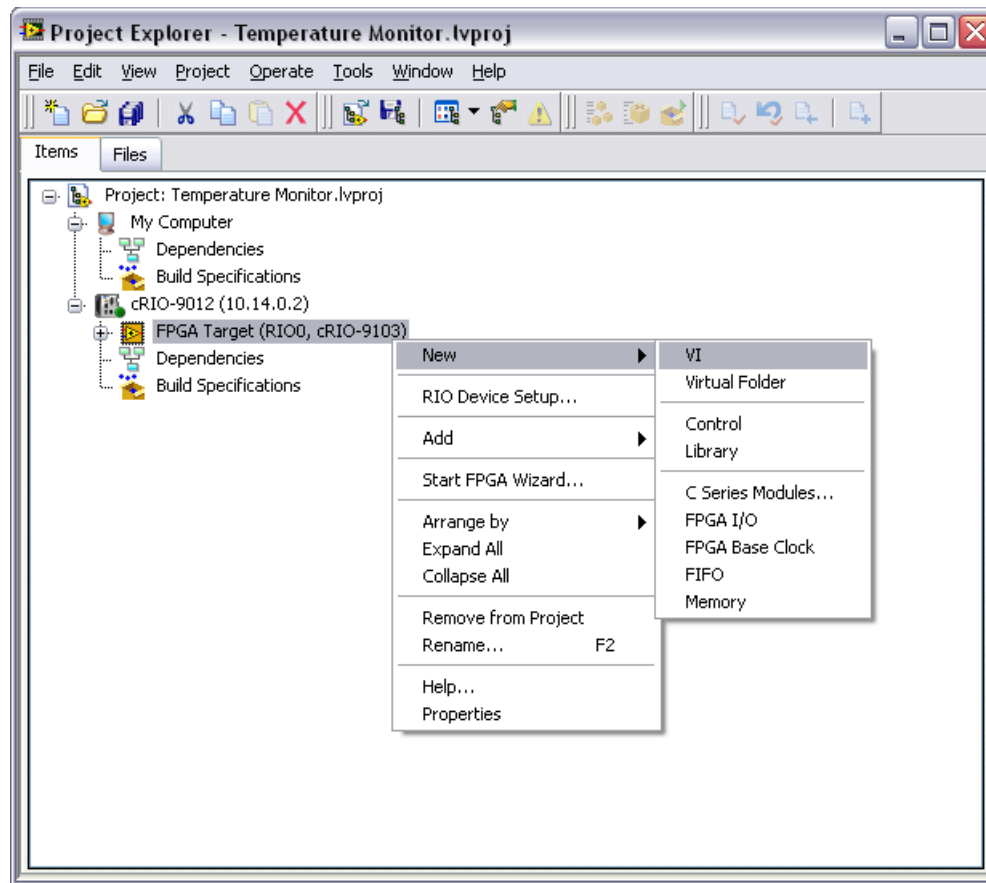 Project Explorer - Temperature Monitor.lvproj
File Edit View Project Operate Tools Window Help
Items Files
Project: Temperature Monitor.lvproj
My Computer
Dependencies
Build Specifications
cRIO-9012 (10.14.0.2)
FPGA Target (RIO0, cRIO-9103)
Dependencies
Build Specifications
New
RIO Device Setup...
Add
Start FPGA Wizard...
Arrange by
Expand All
Collapse All
Remove from Project
Rename... F2
Help...
Properties
VI
Virtual Folder
Control
Library
C Series Modules...
FPGA I/O
FPGA Base Clock
FIFO
Memory